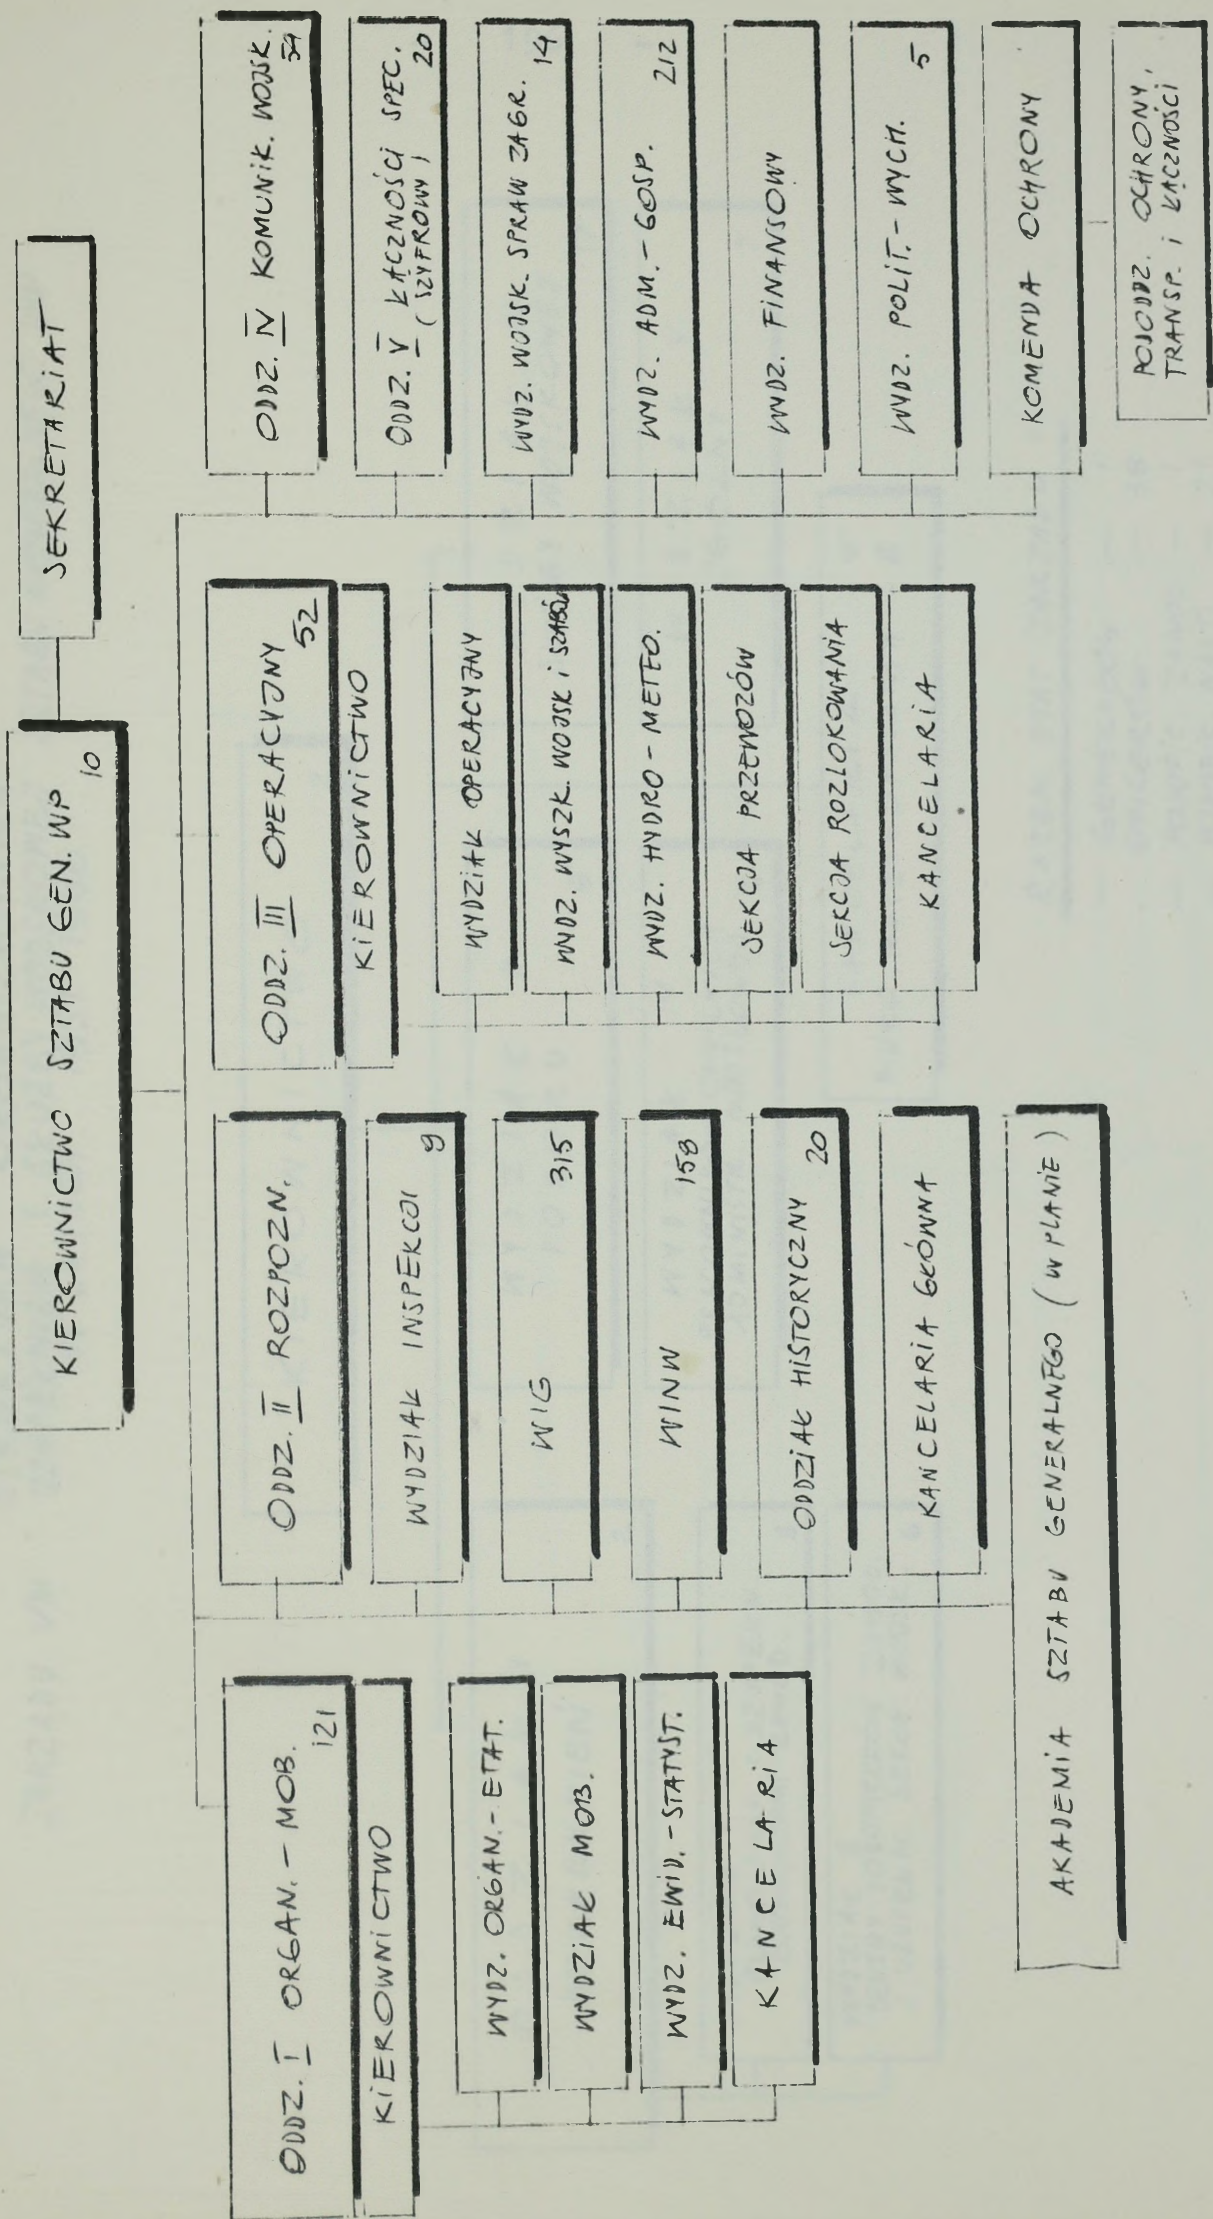 KIEROWNICTWO SZTABU GEN. WP
10
SEKRETARIAT
ODDZ. I ORGAN. - MOB.
121
KIEROWNICTWO
WYDZ. ORGAN. - ETAT.
WYDZIAŁ MOB.
WYDZ. EWID. - STATYST.
KANCELARIA
ODDZ. II ROZPOZN.
WYDZIAŁ INSPEKCJI
9
WIG
315
WINW
158
ODDZIAŁ HISTORYCZNY
20
KANCELARIA GŁÓWNA
AKADEMIA SZTABU GENERALNEGO (W PLANIE)
ODDZ. III OPERACYJNY
52
KIEROWNICTWO
WYDZIAŁ OPERACYJNY
WYDZ. WYSZK. WOJSK i SZTABÓW
WYDZ. HYDRO - METEO.
SEKCJA PRZEWOZÓW
SEKCJA ROZLOKOWANIA
KANCELARIA
ODDZ. IV KOMUNIK. WOJSK.
54
ODDZ. V ŁĄCZNOŚCI SPEC.
(SZYFROWY)
20
WYDZ. WOJSK. SPRAW ZAGR.
14
WYDZ. ADM. - GOSP.
212
WYDZ. FINANSOWY
WYDZ. POLIT. - WYCH.
5
KOMENDA OCHRONY
PODODDZ. OCHRONY,
TRANSP. i ŁĄCZNOŚCI